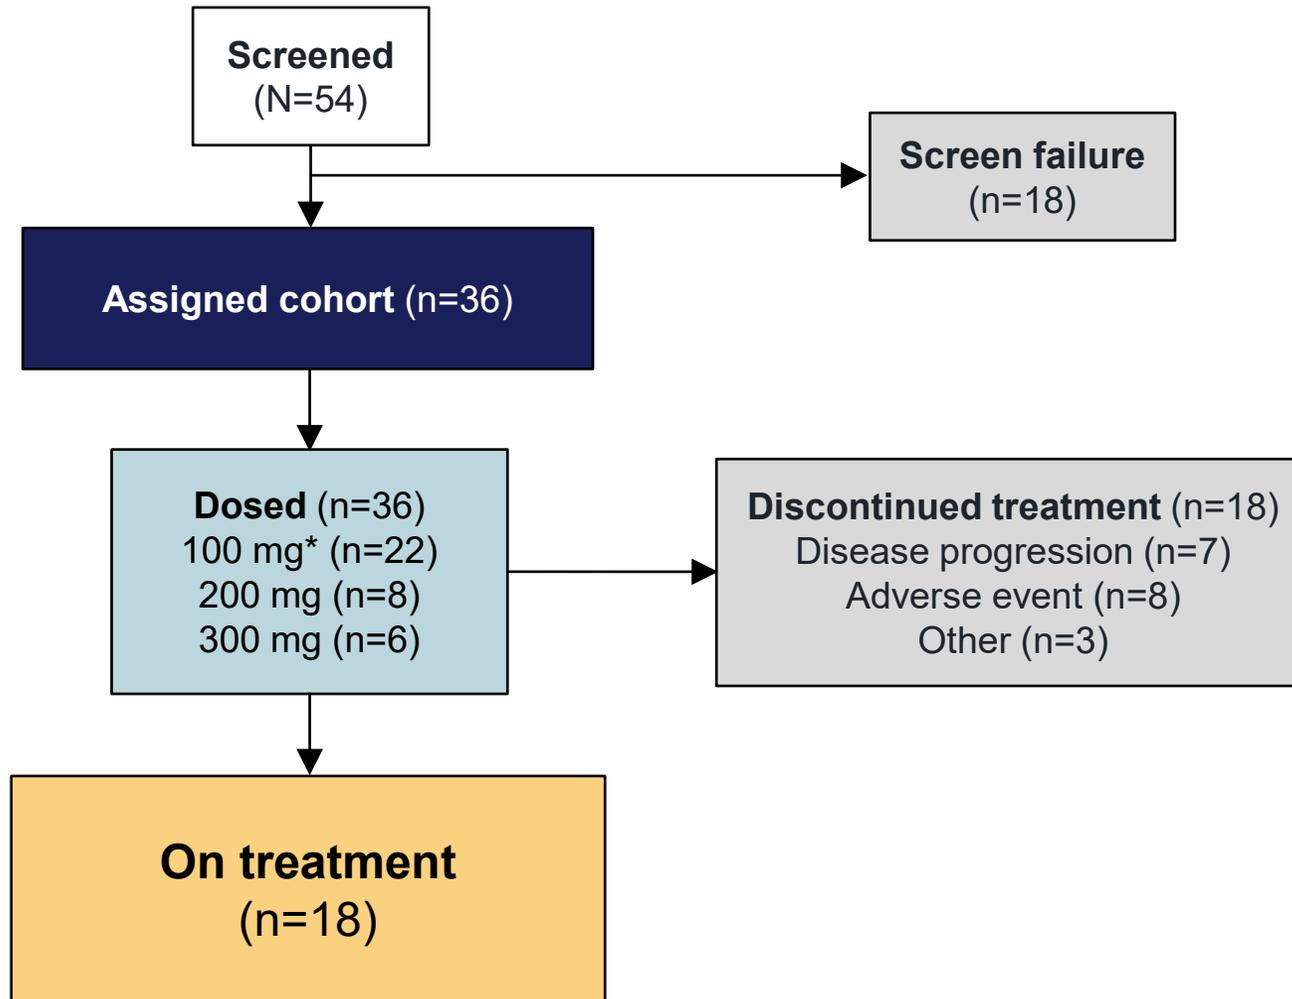 Screened
(N=54)
Screen failure
(n=18)
Assigned cohort (n=36)
Dosed (n=36)
100 mg* (n=22)
200 mg (n=8)
300 mg (n=6)
Discontinued treatment (n=18)
Disease progression (n=7)
Adverse event (n=8)
Other (n=3)
On treatment
(n=18)